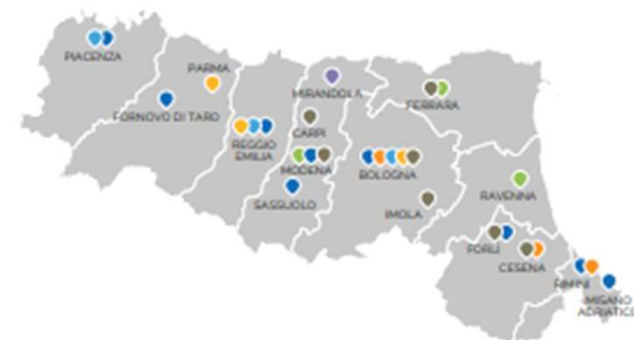 PIACENZA
PARMA
FORNOVO DI TARO
REGGIO
EMILIA
MIRANDOLA
CARPI
MODENA
SASSUOLO
FERRARA
BOLOGNA
IMOLA
RAVENNA
FORLÌ
CESENA
RIMINI
MISANO
ADRIATICO